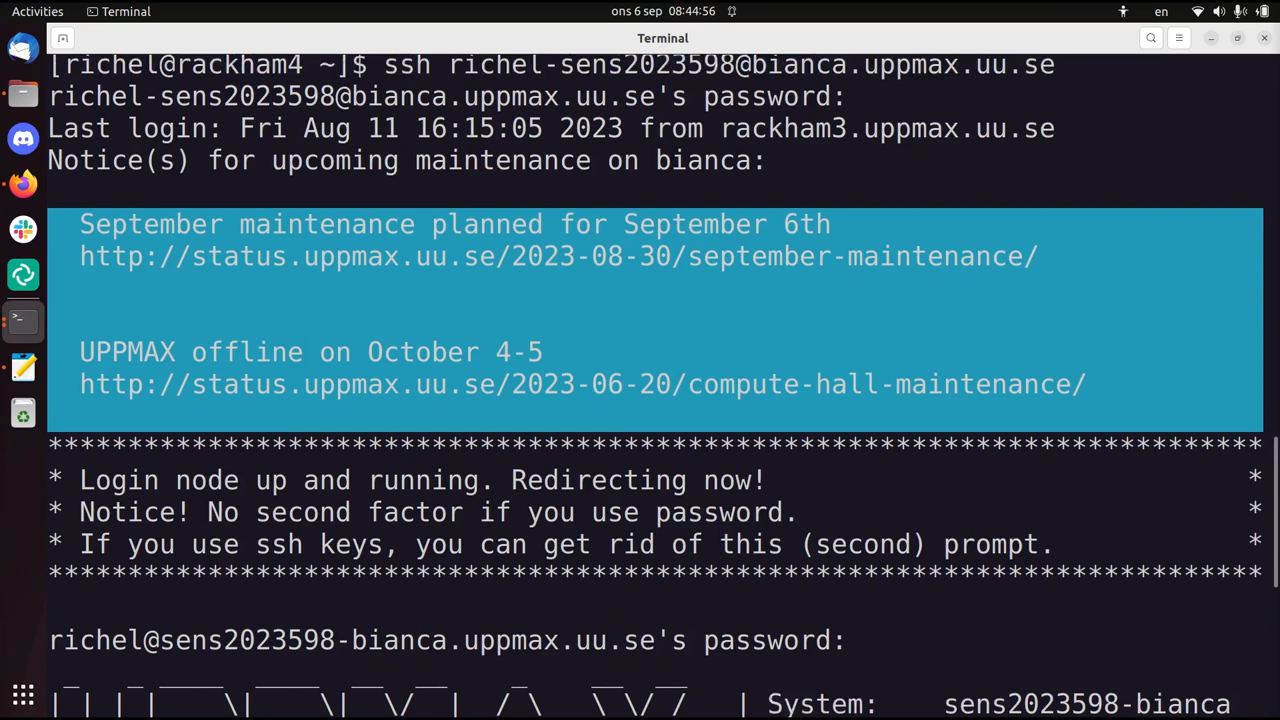 Activities
Terminal
ons 6 sep 08:44:56
en
Terminal
[richel@rackham4 ~]$ ssh richel-sens2023598@bianca.uppmax.uu.se
richel-sens2023598@bianca.uppmax.uu.se's password:
Last login: Fri Aug 11 16:15:05 2023 from rackham3.uppmax.uu.se
Notice(s) for upcoming maintenance on bianca:
September maintenance planned for September 6th
http://status.uppmax.uu.se/2023-08-30/september-maintenance/
UPPMAX offline on October 4-5
http://status.uppmax.uu.se/2023-06-20/compute-hall-maintenance/
****************************************************************************
* Login node up and running. Redirecting now!                              *
* Notice! No second factor if you use password.                            *
* If you use ssh keys, you can get rid of this (second) prompt.            *
****************************************************************************
richel@sens2023598-bianca.uppmax.uu.se's password:
 _   _ ____  ____  __  __    _    __  __
| | | |    \|    \|  \/  |  / \   \ \/ /   | System:    sens2023598-bianca